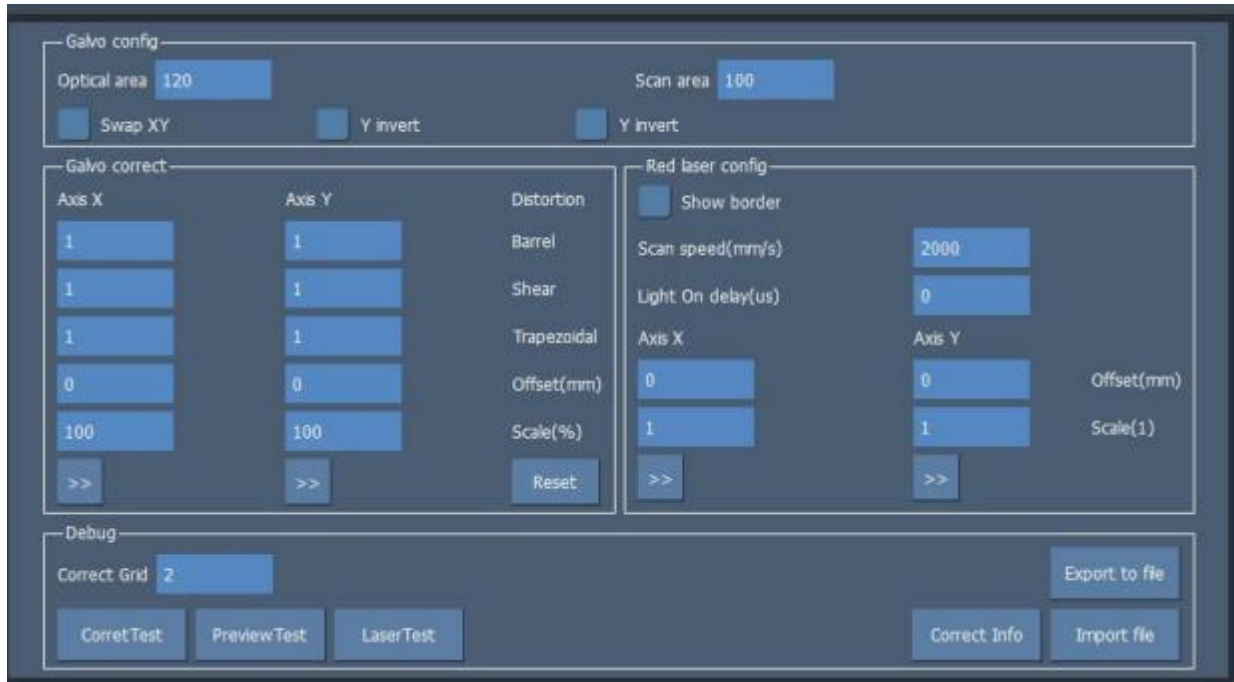 Galvo config
Optical area 120 Scan area 100
Swap XY Y invert Y invert
Galvo correct
Axis X Axis Y Distortion
1 1 Barrel
1 1 Shear
1 1 Trapezoidal
0 0 Offset(mm)
100 100 Scale(%)
>> >> Reset
Red laser config
Show border
Scan speed(mm/s) 2000
Light On delay(us) 0
Axis X Axis Y
0 0 Offset(mm)
1 1 Scale(1)
>> >>
Debug
Correct Grid 2
Export to file
CorretTest PreviewTest LaserTest Correct Info Import file